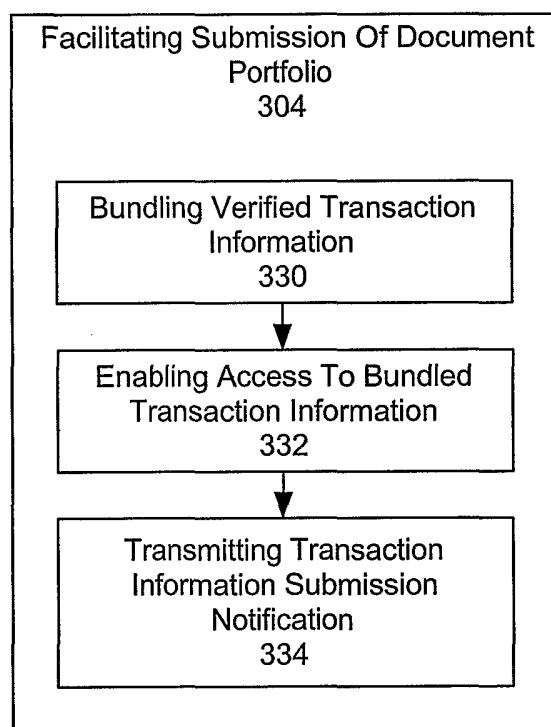 Facilitating Submission Of Document
Portfolio
304
Bundling Verified Transaction
Information
330
Enabling Access To Bundled
Transaction Information
332
Transmitting Transaction
Information Submission
Notification
334